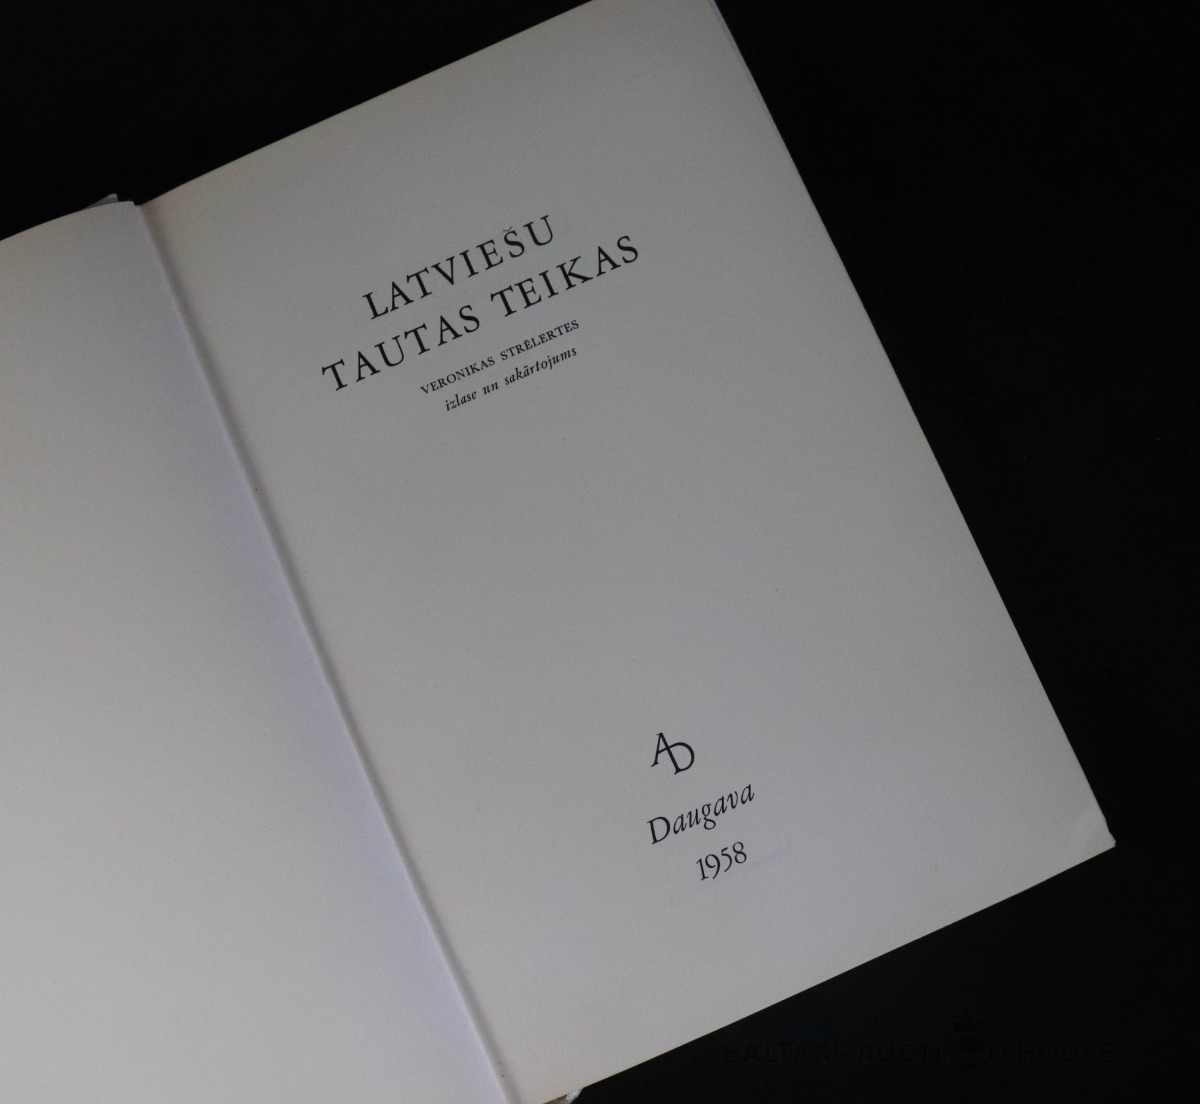 LATVIEŠU
TAUTAS TEIKAS
VERONIKAS STRĒLERTES
izlase un sakārtojums
AD
Daugava
1958
BALTARS AUCTION HOUSE